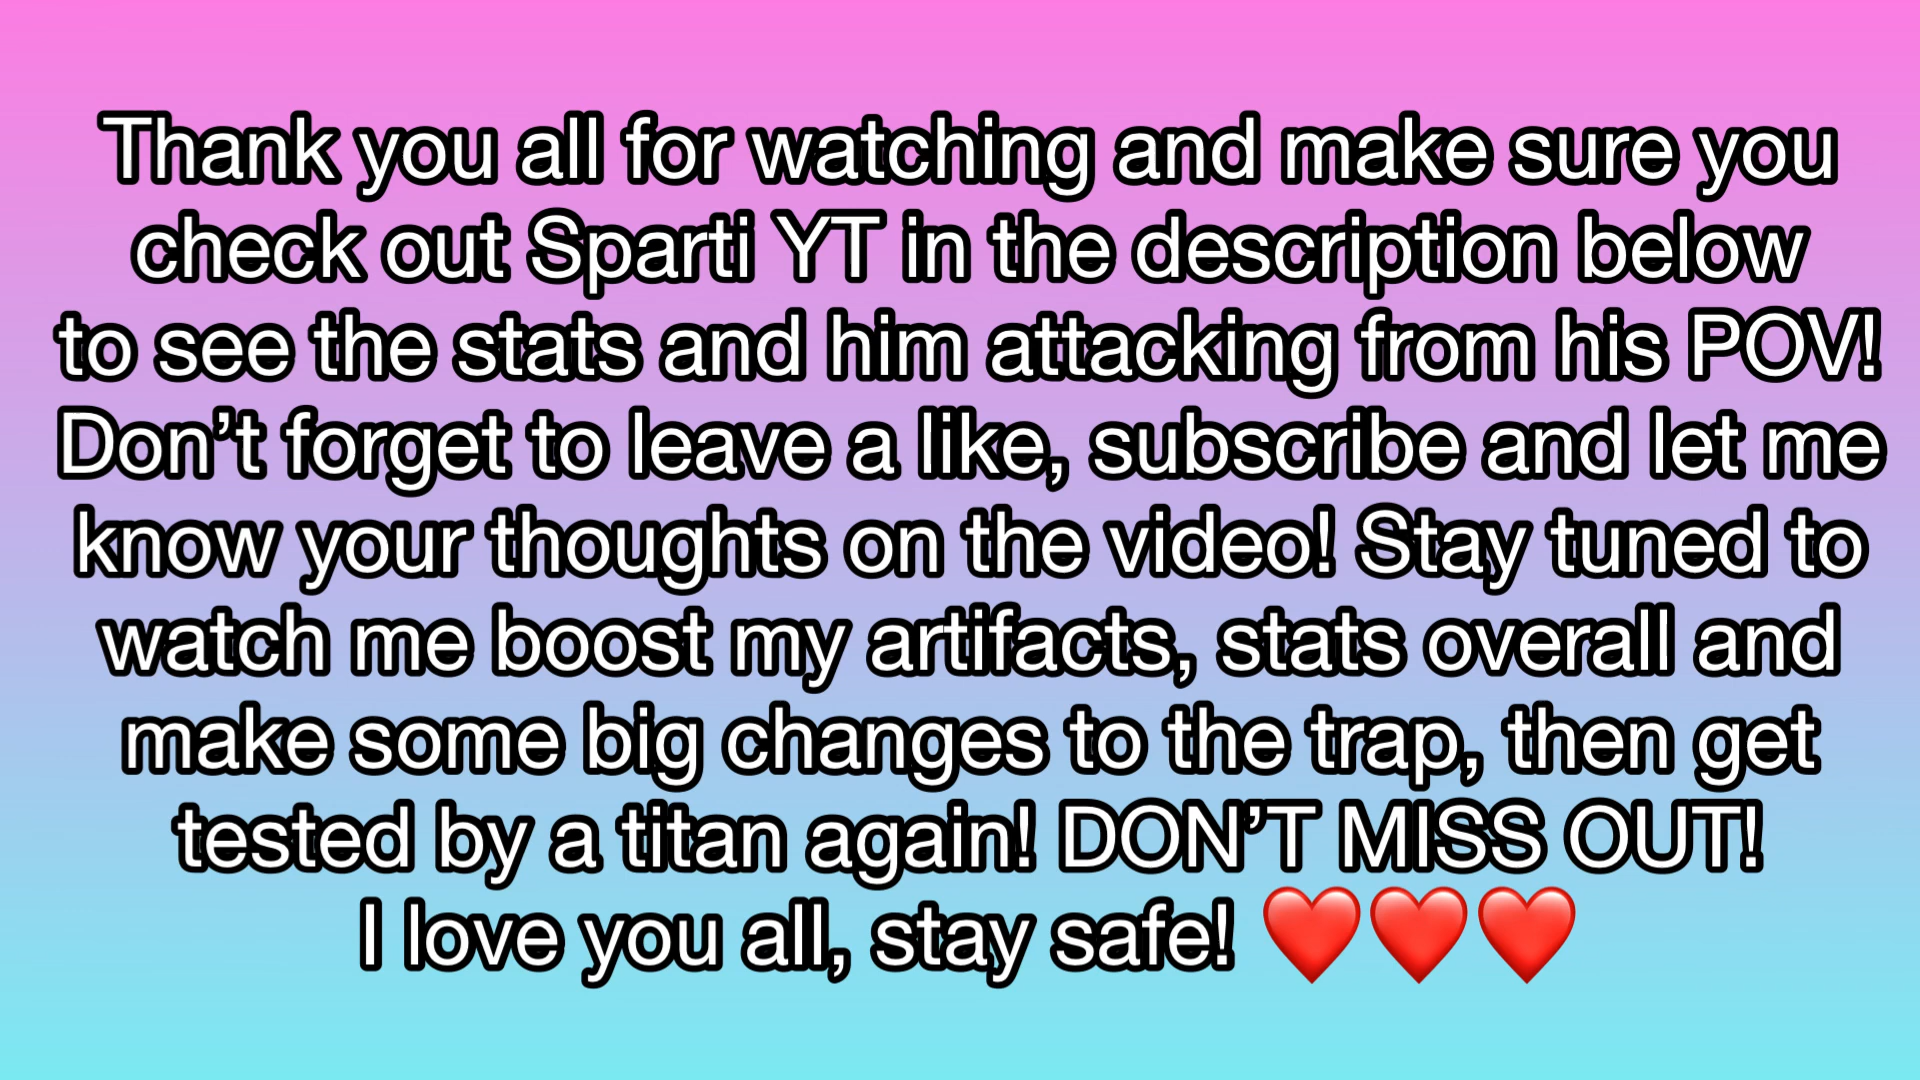 Thank you all for watching and make sure you
check out Sparti YT in the description below
to see the stats and him attacking from his POV!
Don’t forget to leave a like, subscribe and let me
know your thoughts on the video! Stay tuned to
watch me boost my artifacts, stats overall and
make some big changes to the trap, then get
tested by a titan again! DON’T MISS OUT!
I love you all, stay safe! ❤️❤️❤️